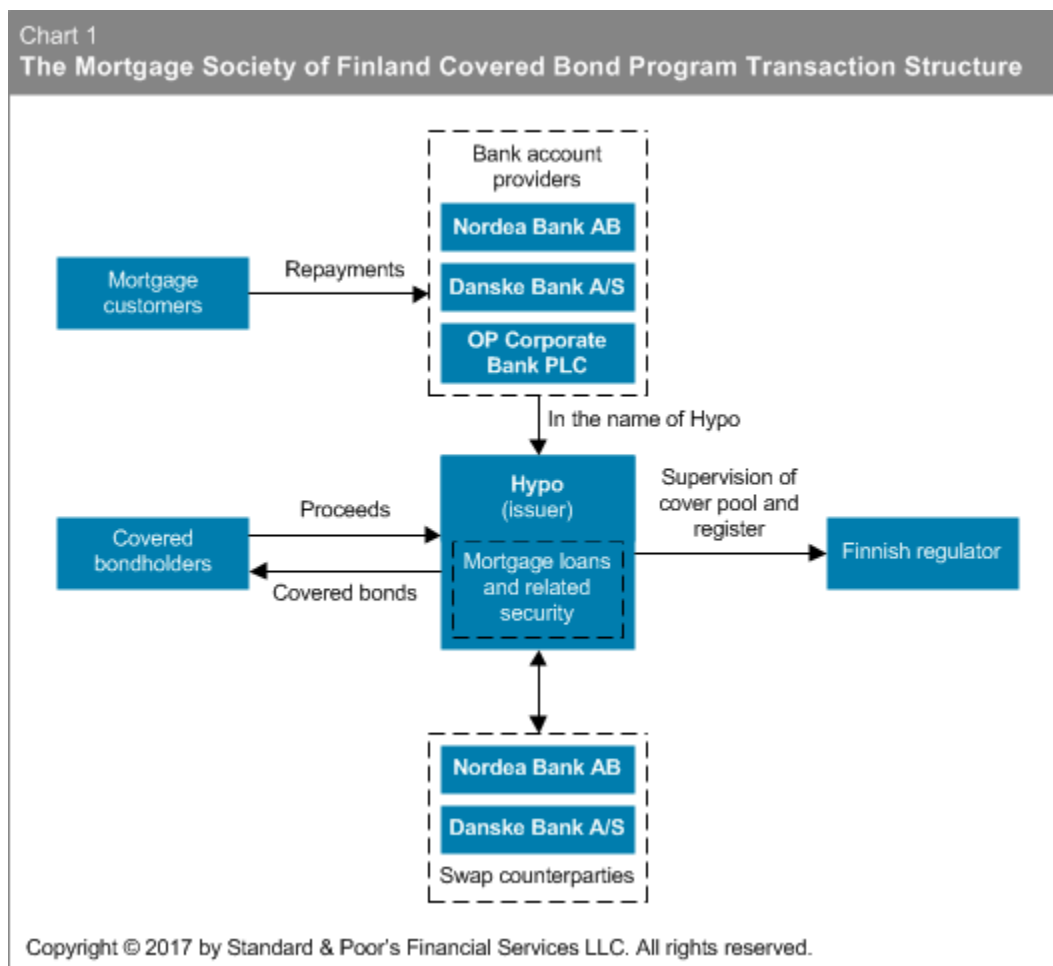 Chart 1
The Mortgage Society of Finland Covered Bond Program Transaction Structure
Bank account
providers
Nordea Bank AB
Danske Bank A/S
OP Corporate
Bank PLC
Mortgage
customers
Repayments
In the name of Hypo
Hypo
(issuer)
Mortgage loans
and related
security
Proceeds
Covered
bondholders
Covered bonds
Supervision of
cover pool and
register
Finnish regulator
Nordea Bank AB
Danske Bank A/S
Swap counterparties
Copyright © 2017 by Standard & Poor's Financial Services LLC. All rights reserved.